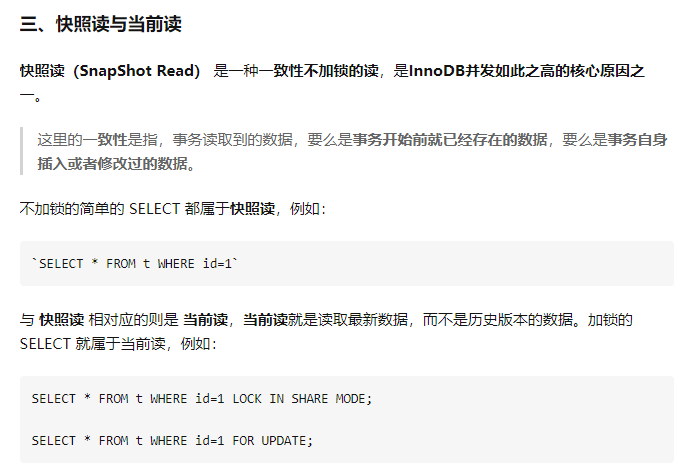 三、快照读与当前读
快照读（SnapShot Read） 是一种一致性不加锁的读，是InnoDB并发如此之高的核心原因之
一。
这里的一致性是指，事务读取到的数据，要么是事务开始前就已经存在的数据，要么是事务自身
插入或者修改过的数据。
不加锁的简单的 SELECT 都属于快照读，例如：
`SELECT * FROM t WHERE id=1`
与 快照读 相对应的则是 当前读，当前读就是读取最新数据，而不是历史版本的数据。加锁的
SELECT 就属于当前读，例如：
SELECT * FROM t WHERE id=1 LOCK IN SHARE MODE;
SELECT * FROM t WHERE id=1 FOR UPDATE;